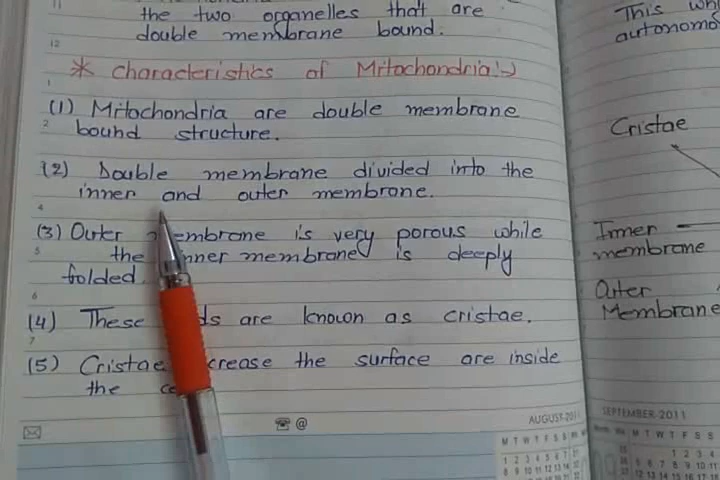 the two organelles that are
double membrane bound.
* Characteristics of Mitochondria:-
(1) Mitochondria are double membrane
bound structure.
(2) Double membrane divided into the
inner and outer membrane.
(3) Outer membrane is very porous while
the inner membrane is deeply
folded.
(4) These folds are known as cristae.
(5) Cristae increase the surface are inside
the
AUGUST-2011
This
Cristae
Inner
membrane
Outer
Membrane
SEPTEMBER 2011